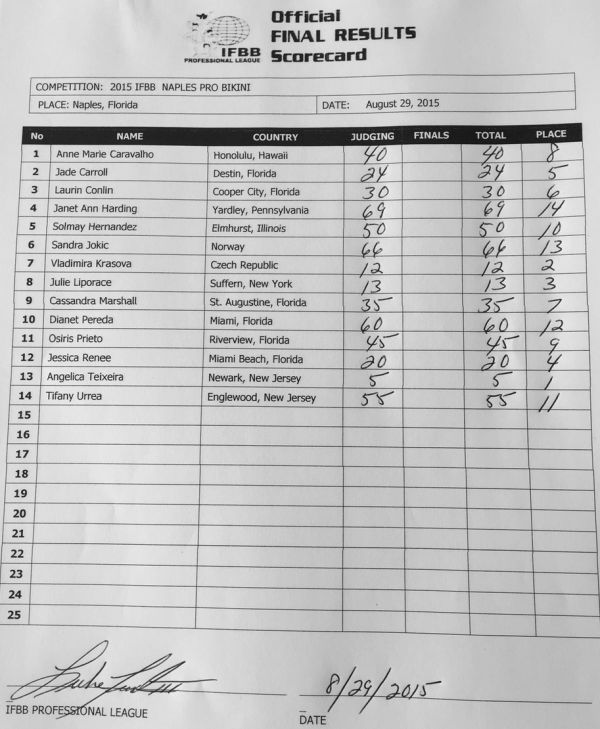 Official
FINAL RESULTS
Scorecard
IFBB
PROFESSIONAL LEAGUE
COMPETITION: 2015 IFBB NAPLES PRO BIKINI
PLACE: Naples, Florida DATE: August 29, 2015
No NAME COUNTRY JUDGING FINALS TOTAL PLACE
1 Anne Marie Caravalho Honolulu, Hawaii 40 40 8
2 Jade Carroll Destin, Florida 24 24 5
3 Laurin Conlin Cooper City, Florida 30 30 6
4 Janet Ann Harding Yardley, Pennsylvania 69 69 14
5 Solmay Hernandez Elmhurst, Illinois 50 50 10
6 Sandra Jokic Norway 66 66 13
7 Vladimira Krasova Czech Republic 12 12 2
8 Julie Liporace Suffern, New York 13 13 3
9 Cassandra Marshall St. Augustine, Florida 35 35 7
10 Dianet Pereda Miami, Florida 60 60 12
11 Osiris Prieto Riverview, Florida 45 45 9
12 Jessica Renee Miami Beach, Florida 20 20 4
13 Angelica Teixeira Newark, New Jersey 5 5 1
14 Tifany Urrea Englewood, New Jersey 55 55 11
15
16
17
18
19
20
21
22
23
24
25
8/29/2015
IFBB PROFESSIONAL LEAGUE DATE